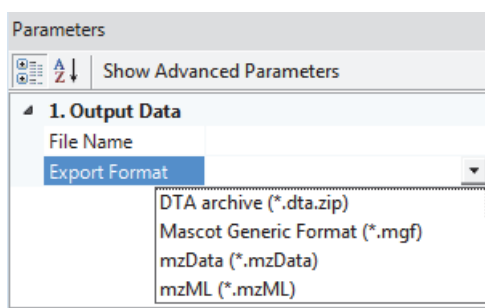 Parameters
A Z Show Advanced Parameters
1. Output Data
File Name
Export Format
DTA archive (*.dta.zip)
Mascot Generic Format (*.mgf)
mzData (*.mzData)
mzML (*.mzML)